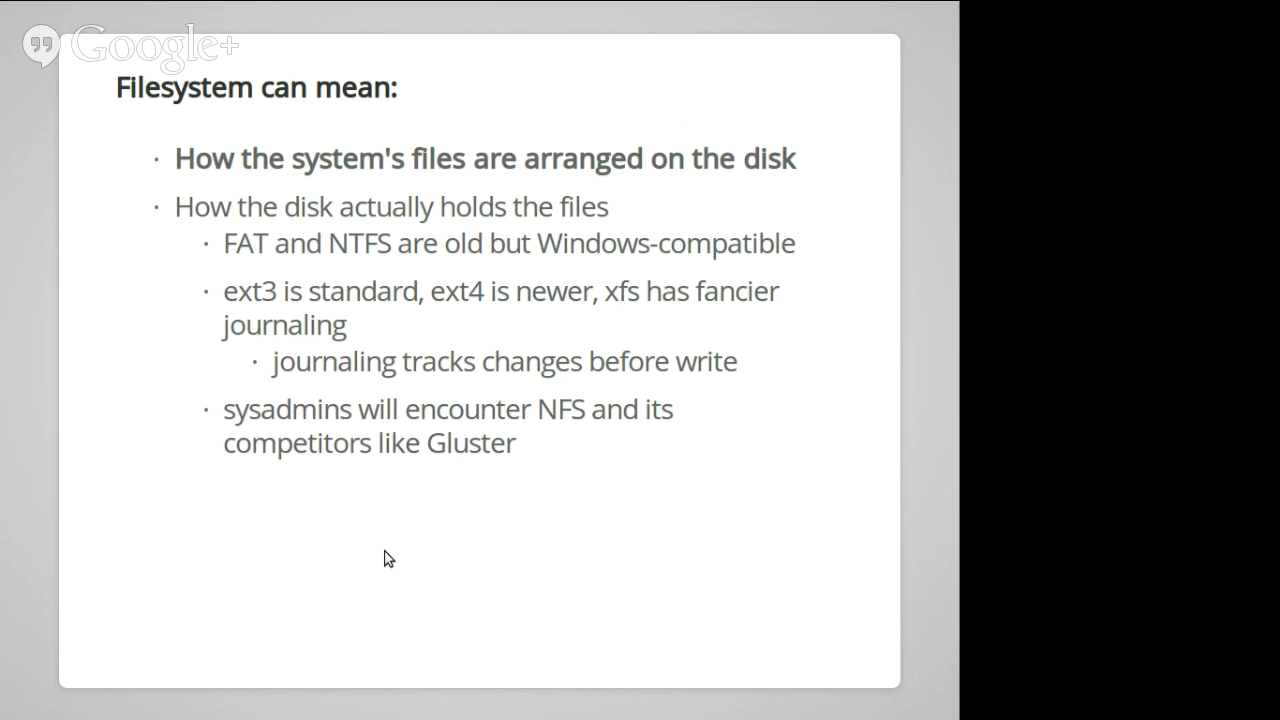 Google+
Filesystem can mean:
· How the system's files are arranged on the disk
· How the disk actually holds the files
· FAT and NTFS are old but Windows-compatible
· ext3 is standard, ext4 is newer, xfs has fancier
journaling
· journaling tracks changes before write
· sysadmins will encounter NFS and its
competitors like Gluster